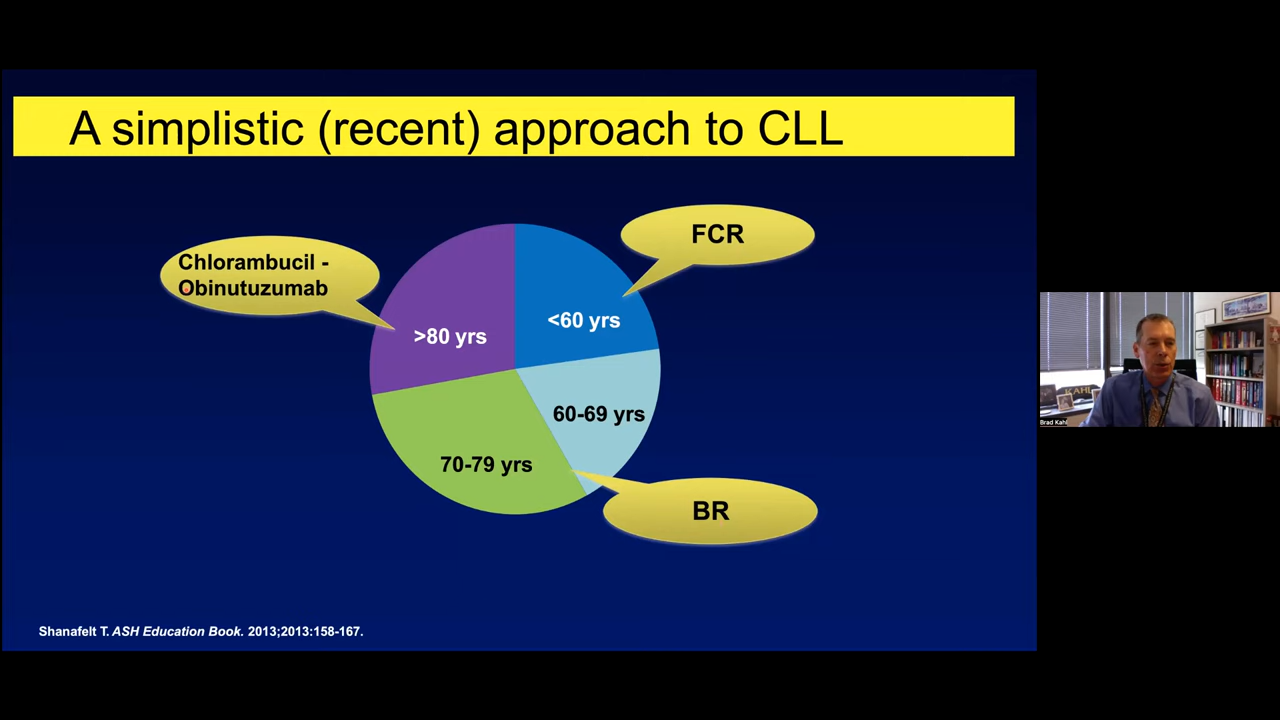 A simplistic (recent) approach to CLL
FCR
Chlorambucil -
Obinutuzumab
<60 yrs
>80 yrs
60-69 yrs
70-79 yrs
BR
Shanafelt T. ASH Education Book. 2013;2013:158-167.
KAHL
Brad Kahl